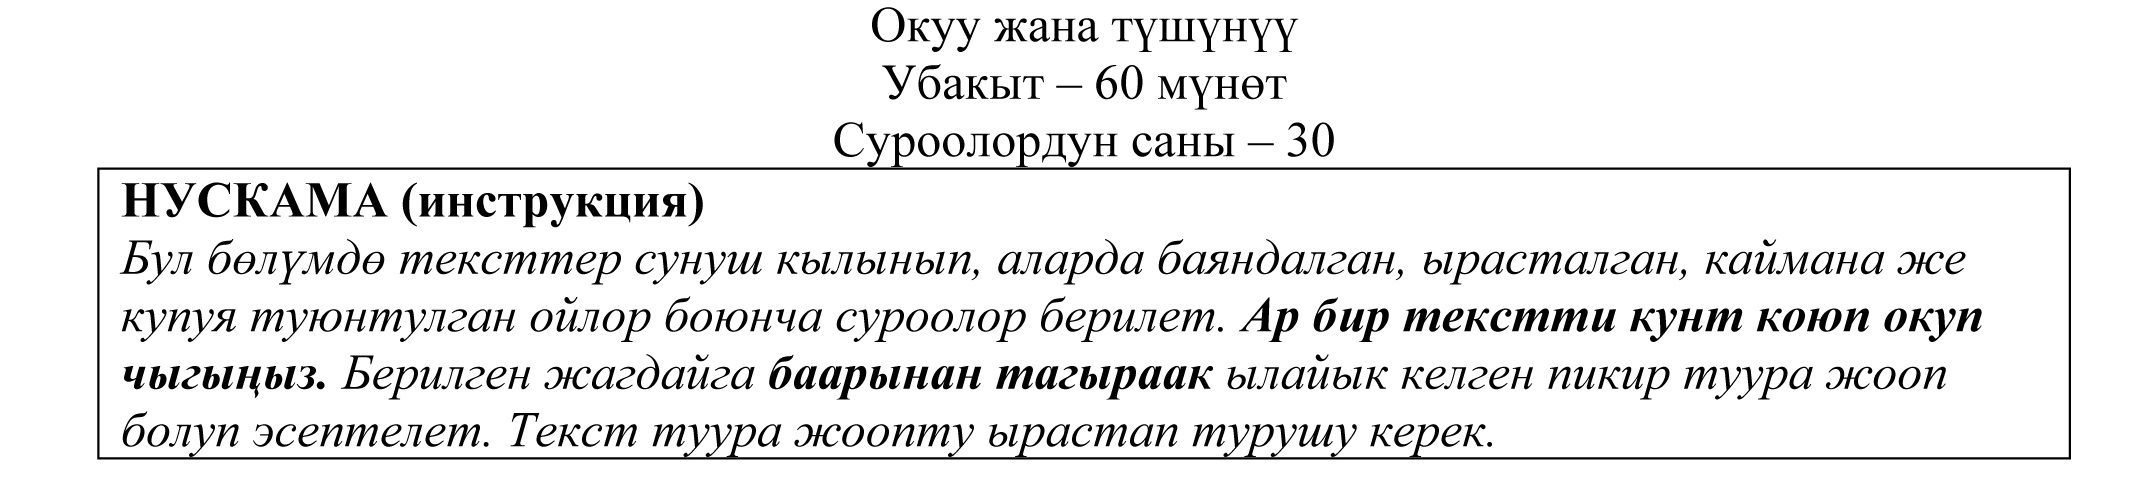 Окуу жана түшүнүү
Убакыт – 60 мүнөт
Суроолордун саны – 30
НУСКАМА (инструкция)
Бул бөлүмдө тексттер сунуш кылынып, аларда баяндалган, ырасталган, каймана же
купуя туюнтулган ойлор боюнча суроолор берилет. Ар бир текстти кунт коюп окуп
чыгыңыз. Берилген жагдайга баарынан тагыраак ылайык келген пикир туура жооп
болуп эсептелет. Текст туура жоопту ырастап турушу керек.